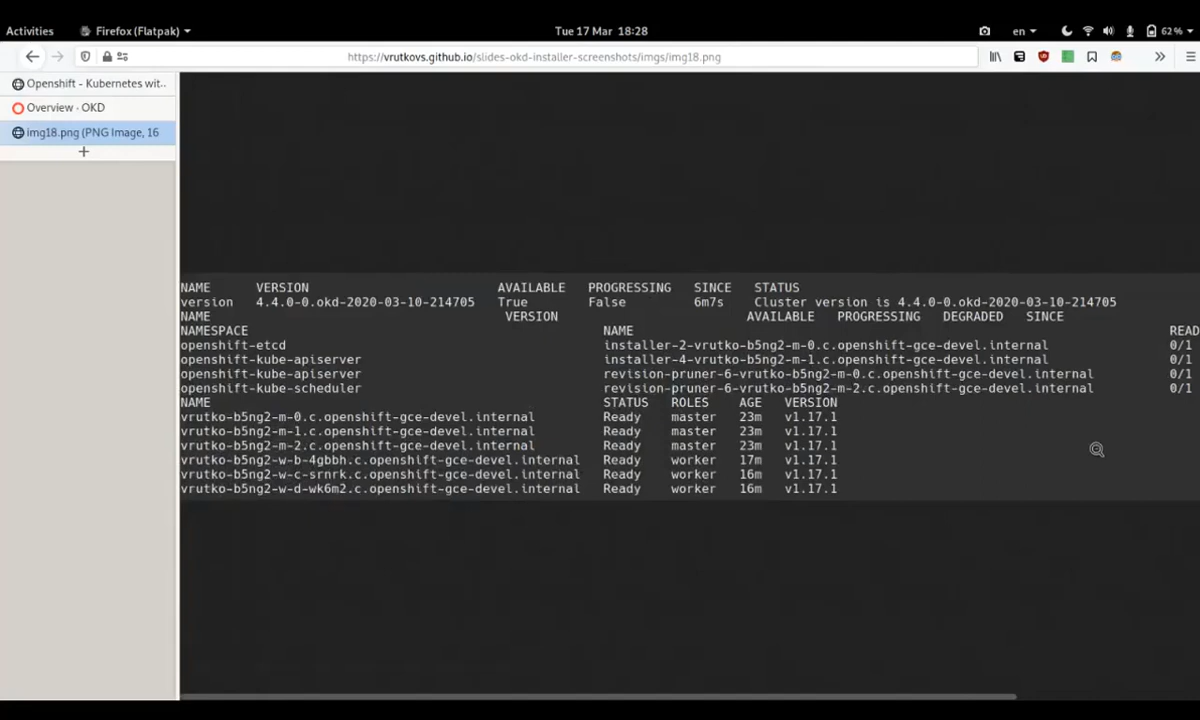 Activities Firefox (Flatpak) Tue 17 Mar 18:28 en 62%
https://vrutkovs.github.io/slides-okd-installer-screenshots/imgs/img18.png
Openshift - Kubernetes wit..
Overview · OKD
img18.png (PNG Image, 16
NAME VERSION AVAILABLE PROGRESSING SINCE STATUS
version 4.4.0-0.okd-2020-03-10-214705 True False 6m7s Cluster version is 4.4.0-0.okd-2020-03-10-214705
NAME VERSION AVAILABLE PROGRESSING DEGRADED SINCE
NAMESPACE NAME READ
openshift-etcd installer-2-vrutko-b5ng2-m-0.c.openshift-gce-devel.internal 0/1
openshift-kube-apiserver installer-4-vrutko-b5ng2-m-1.c.openshift-gce-devel.internal 0/1
openshift-kube-apiserver revision-pruner-6-vrutko-b5ng2-m-0.c.openshift-gce-devel.internal 0/1
openshift-kube-scheduler revision-pruner-6-vrutko-b5ng2-m-2.c.openshift-gce-devel.internal 0/1
NAME STATUS ROLES AGE VERSION
vrutko-b5ng2-m-0.c.openshift-gce-devel.internal Ready master 23m v1.17.1
vrutko-b5ng2-m-1.c.openshift-gce-devel.internal Ready master 23m v1.17.1
vrutko-b5ng2-m-2.c.openshift-gce-devel.internal Ready master 23m v1.17.1
vrutko-b5ng2-w-b-4gbbh.c.openshift-gce-devel.internal Ready worker 17m v1.17.1
vrutko-b5ng2-w-c-srnrk.c.openshift-gce-devel.internal Ready worker 16m v1.17.1
vrutko-b5ng2-w-d-wk6m2.c.openshift-gce-devel.internal Ready worker 16m v1.17.1